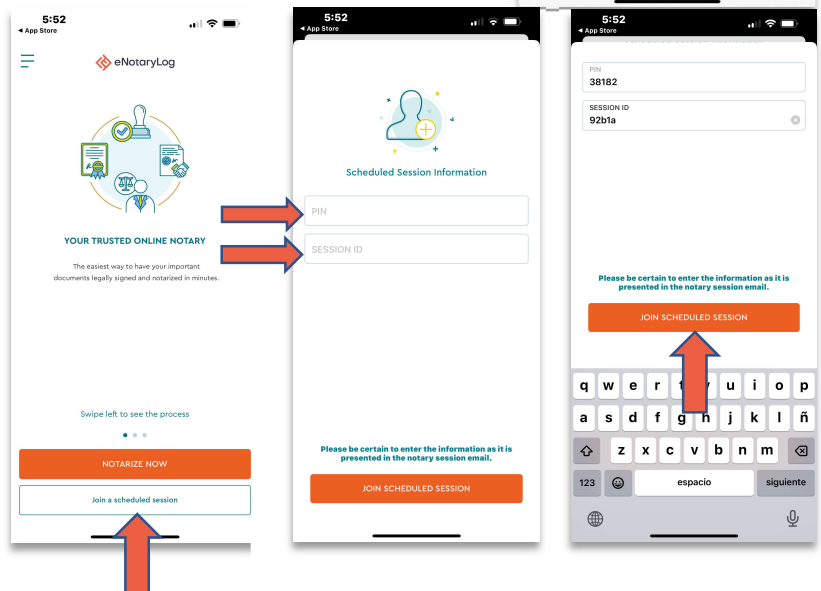 5:52
◄ App Store
eNotaryLog
YOUR TRUSTED ONLINE NOTARY
The easiest way to have your important
documents legally signed and notarized in minutes.
Swipe left to see the process
NOTARIZE NOW
Join a scheduled session
5:52
◄ App Store
Scheduled Session Information
PIN
SESSION ID
Please be certain to enter the information as it is
presented in the notary session email.
JOIN SCHEDULED SESSION
5:52
◄ App Store
PIN
38182
SESSION ID
92b1a
Please be certain to enter the information as it is
presented in the notary session email.
JOIN SCHEDULED SESSION
q w e r t y u i o p
a s d f g h j k l ñ
z x c v b n m
123 espacio siguiente